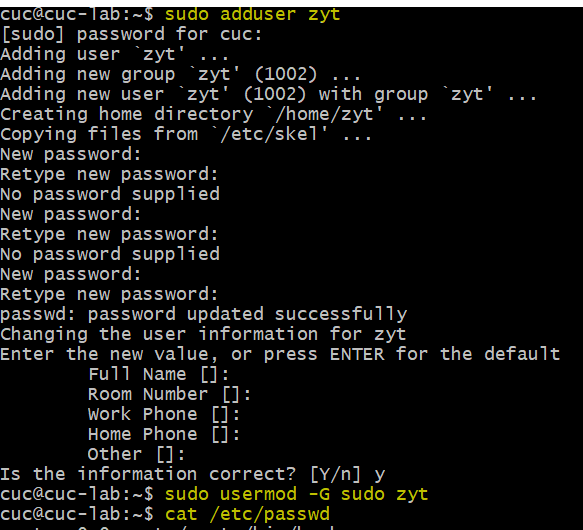 cuc@cuc-lab:~$ sudo adduser zyt
[sudo] password for cuc:
Adding user `zyt' ...
Adding new group `zyt' (1002) ...
Adding new user `zyt' (1002) with group `zyt' ...
Creating home directory `/home/zyt' ...
Copying files from `/etc/skel' ...
New password:
Retype new password:
No password supplied
New password:
Retype new password:
No password supplied
New password:
Retype new password:
passwd: password updated successfully
Changing the user information for zyt
Enter the new value, or press ENTER for the default
        Full Name []:
        Room Number []:
        Work Phone []:
        Home Phone []:
        Other []:
Is the information correct? [Y/n] y
cuc@cuc-lab:~$ sudo usermod -G sudo zyt
cuc@cuc-lab:~$ cat /etc/passwd